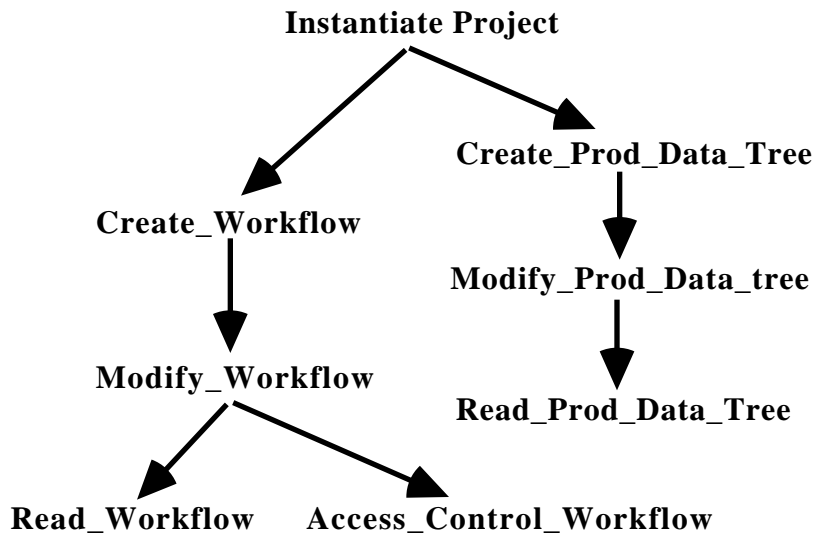 Instantiate Project
Create_Prod_Data_Tree
Create_Workflow
Modify_Prod_Data_tree
Modify_Workflow
Read_Prod_Data_Tree
Read_Workflow
Access_Control_Workflow